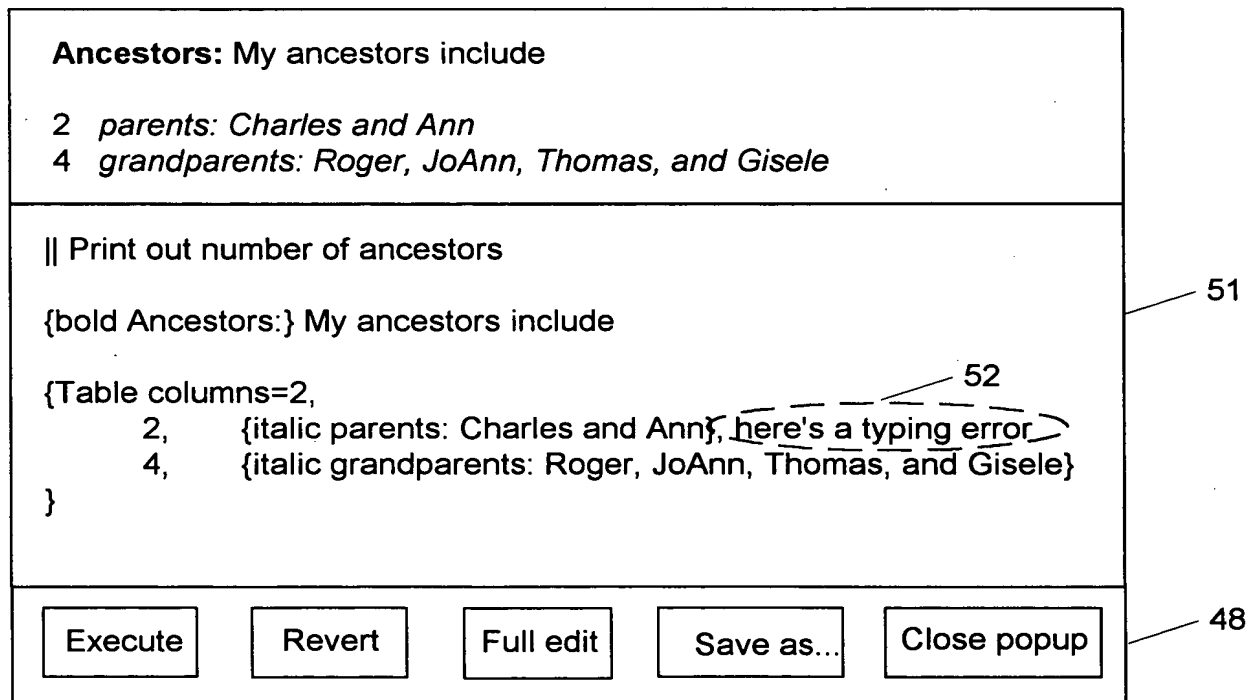 Ancestors: My ancestors include
2 parents: Charles and Ann
4 grandparents: Roger, JoAnn, Thomas, and Gisele
|| Print out number of ancestors
51
{bold Ancestors:} My ancestors include
52
{Table columns=2,
2, {italic parents: Charles and Ann}, here's a typing error
4, {italic grandparents: Roger, JoAnn, Thomas, and Gisele}
}
Execute Revert Full edit Save as... Close popup 48